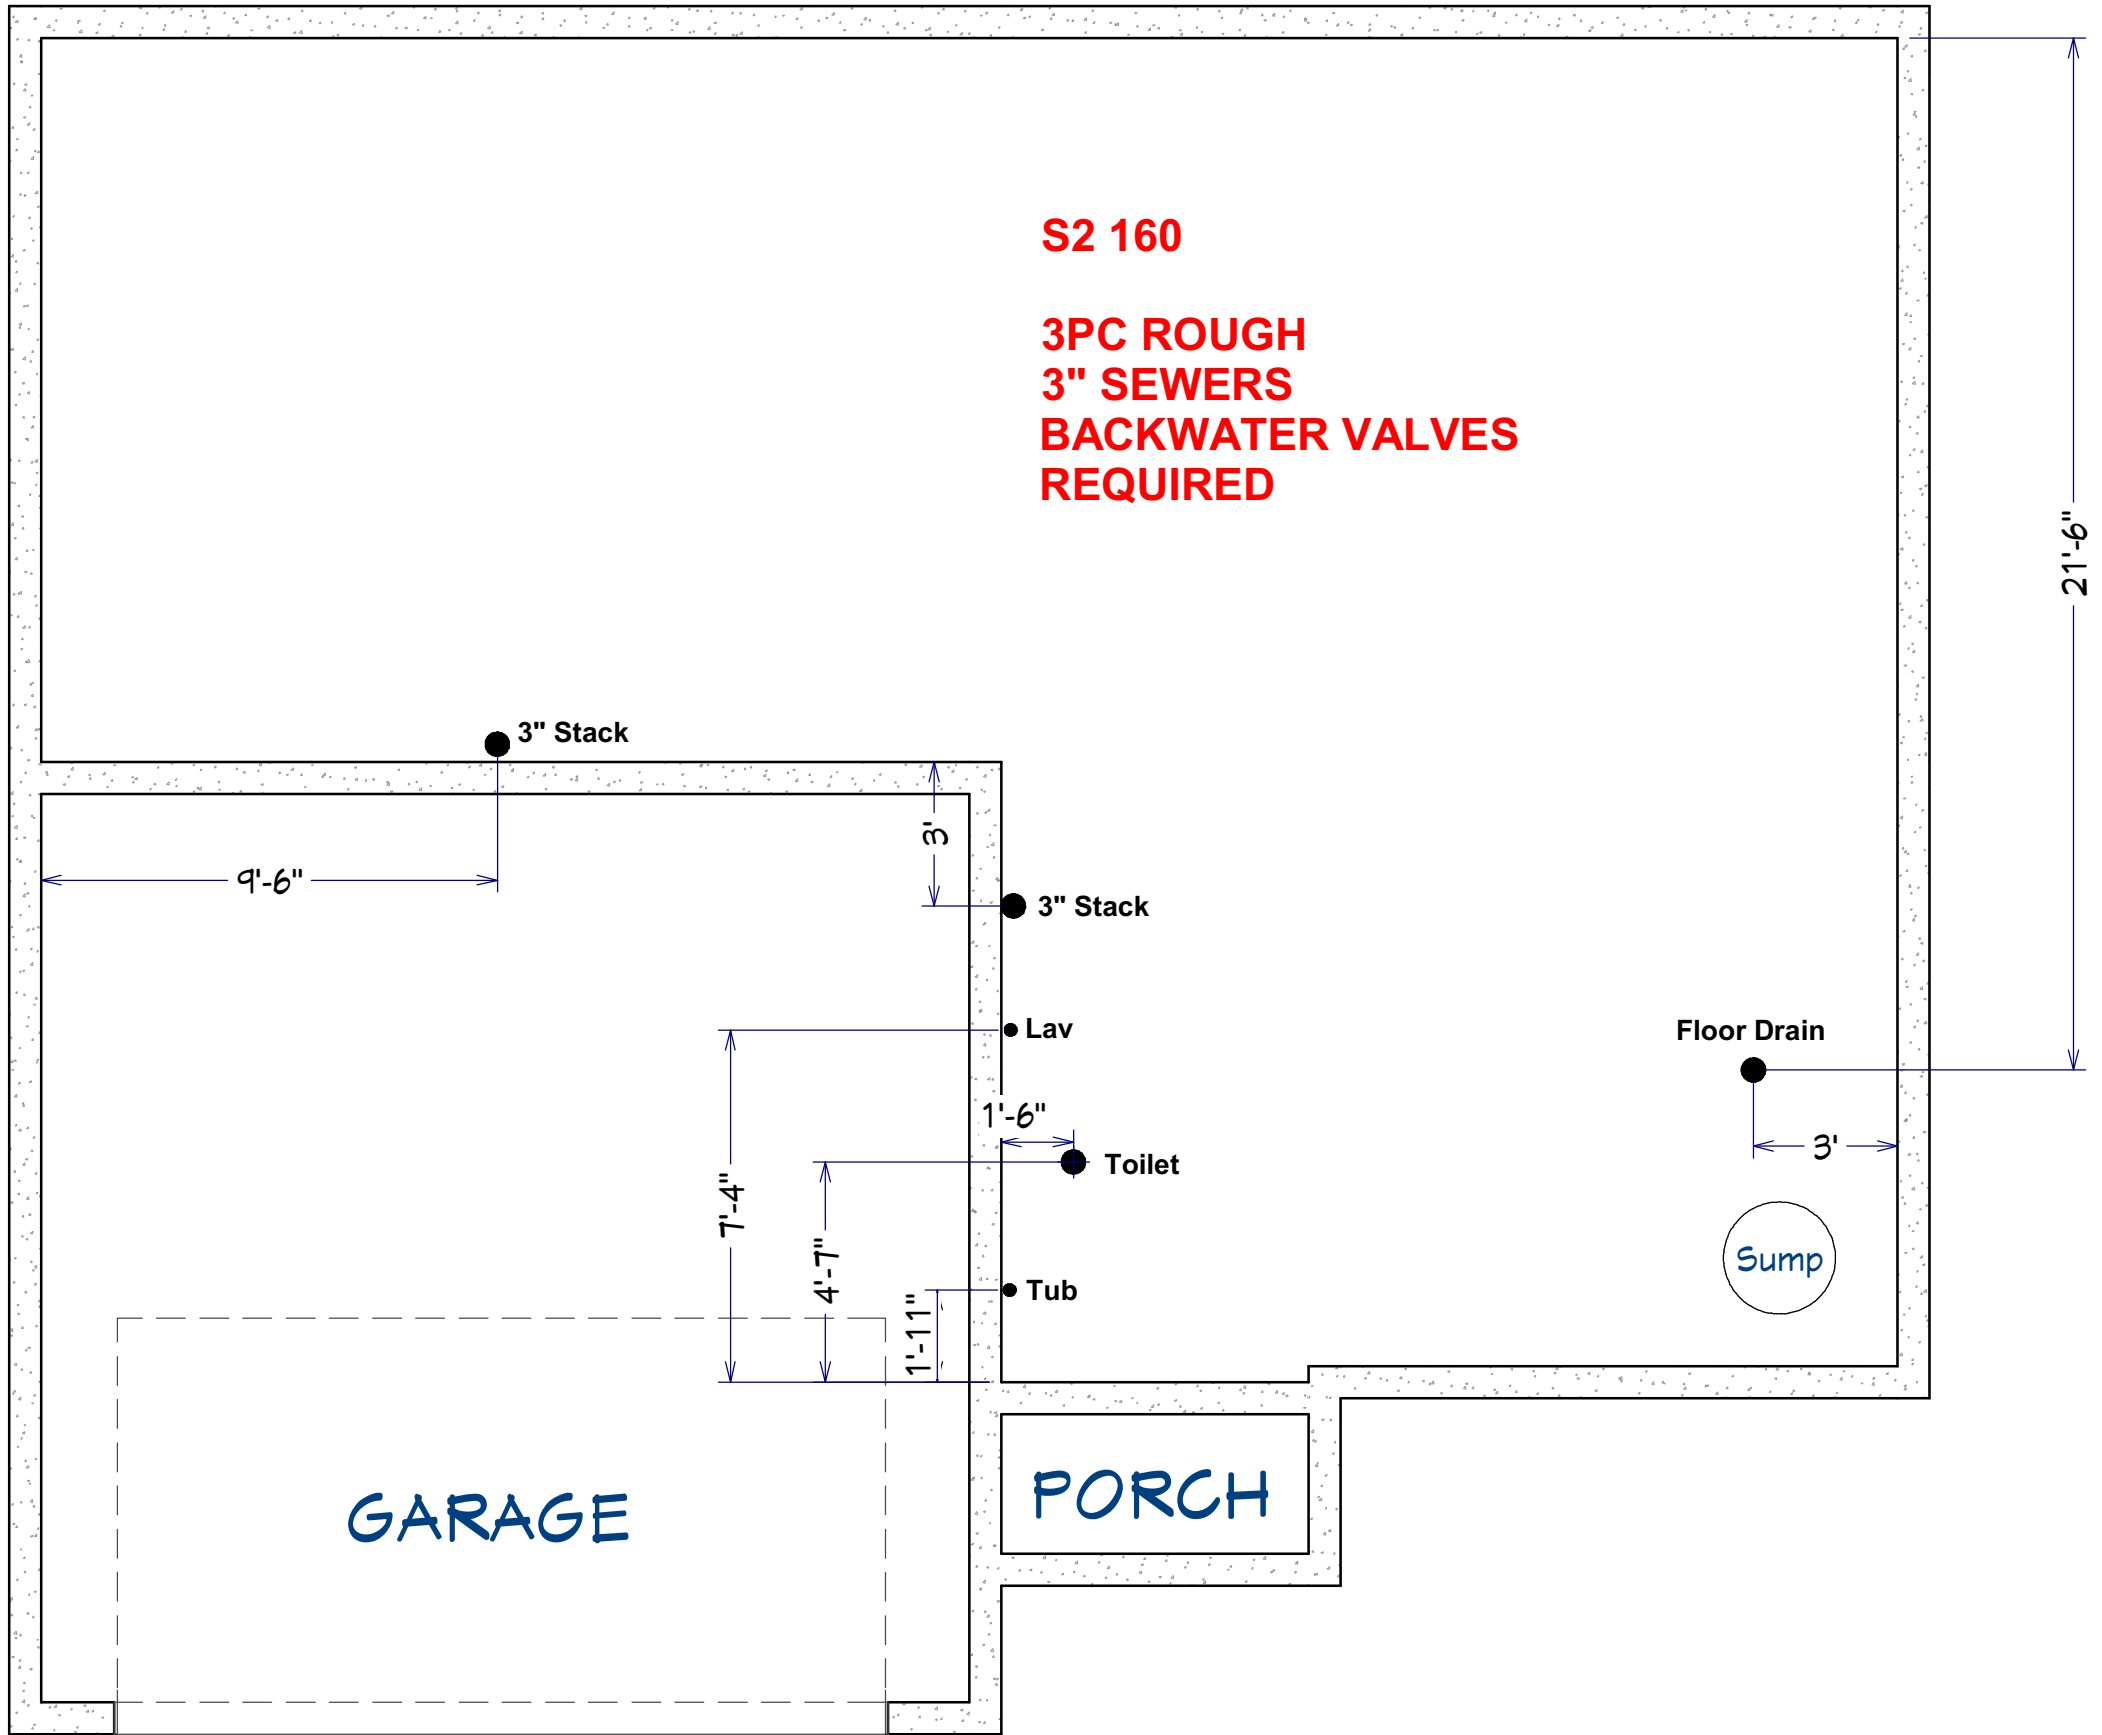 S2 160
3PC ROUGH
3" SEWERS
BACKWATER VALVES
REQUIRED
21'-6"
3" Stack
3'
9'-6"
3" Stack
Lav
Floor Drain
1'-6"
3'
Toilet
7'-4"
4'-7"
Sump
Tub
1'-11"
PORCH
GARAGE